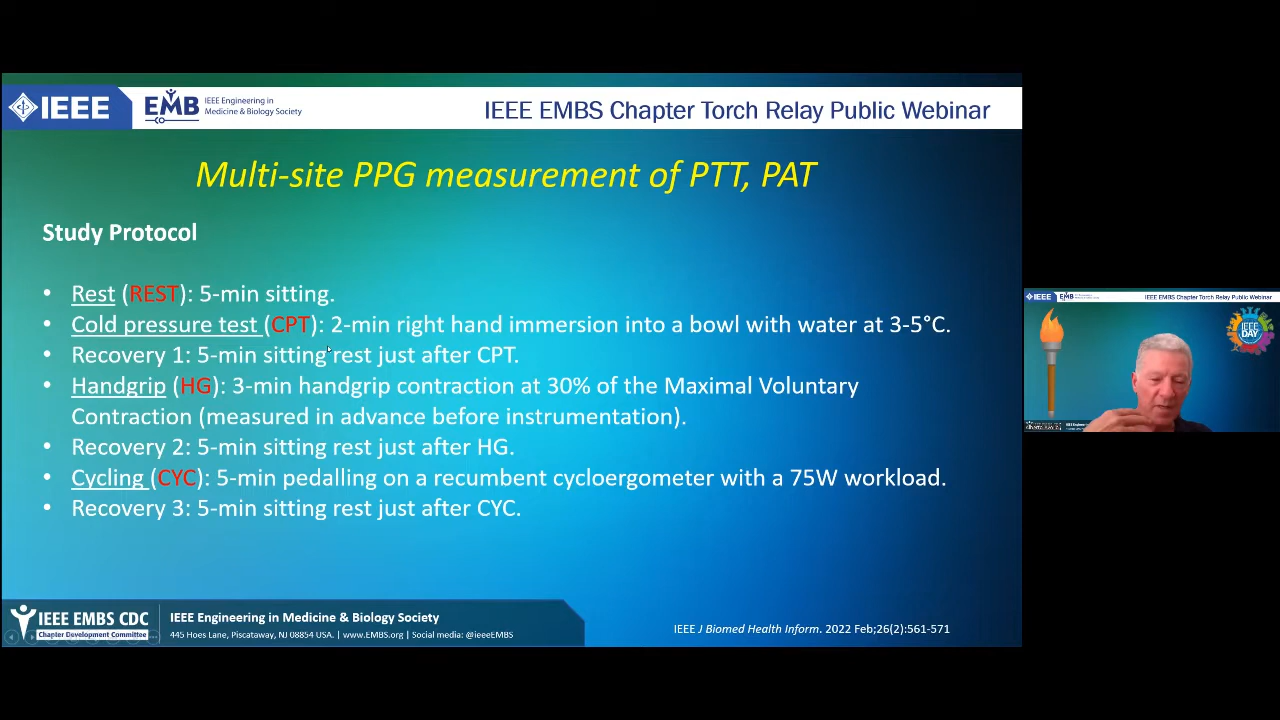 IEEE
EMB
IEEE Engineering in
Medicine & Biology Society
IEEE EMBS Chapter Torch Relay Public Webinar
Multi-site PPG measurement of PTT, PAT
Study Protocol
• Rest (REST): 5-min sitting.
• Cold pressure test (CPT): 2-min right hand immersion into a bowl with water at 3-5°C.
• Recovery 1: 5-min sitting rest just after CPT.
• Handgrip (HG): 3-min handgrip contraction at 30% of the Maximal Voluntary
Contraction (measured in advance before instrumentation).
• Recovery 2: 5-min sitting rest just after HG.
• Cycling (CYC): 5-min pedalling on a recumbent cycloergometer with a 75W workload.
• Recovery 3: 5-min sitting rest just after CYC.
IEEE EMBS CDC
Chapter Development Committee
IEEE Engineering in Medicine & Biology Society
445 Hoes Lane, Piscataway, NJ 08854 USA. | www.EMBS.org | Social media: @ieeeEMBS
IEEE J Biomed Health Inform. 2022 Feb;26(2):561-571
IEEE
EMB
IEEE EMBS Chapter Torch Relay Public Webinar
IEEE
DAY